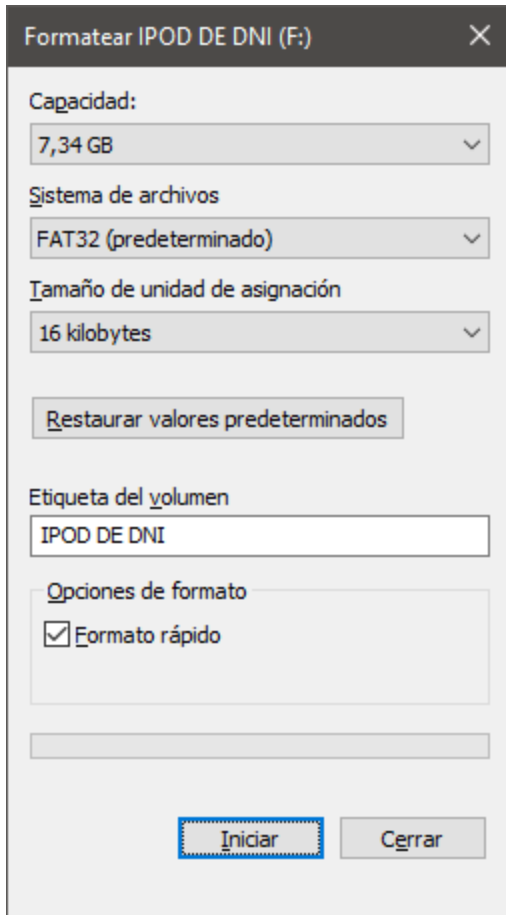 Formatear IPOD DE DNI (F:)
Capacidad:
7,34 GB
Sistema de archivos
FAT32 (predeterminado)
Tamaño de unidad de asignación
16 kilobytes
Restaurar valores predeterminados
Etiqueta del volumen
IPOD DE DNI
Opciones de formato
Formato rápido
Iniciar Cerrar